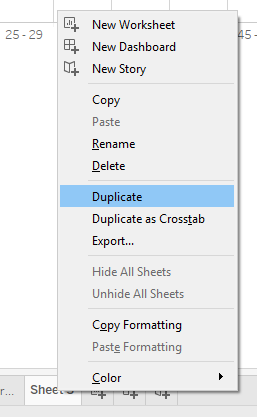 New Worksheet
New Dashboard
New Story
25 - 29
45 -
Copy
Paste
Rename
Delete
Duplicate
Duplicate as Crosstab
Export...
Hide All Sheets
Unhide All Sheets
Copy Formatting
Paste Formatting
Color
r...
Sheet